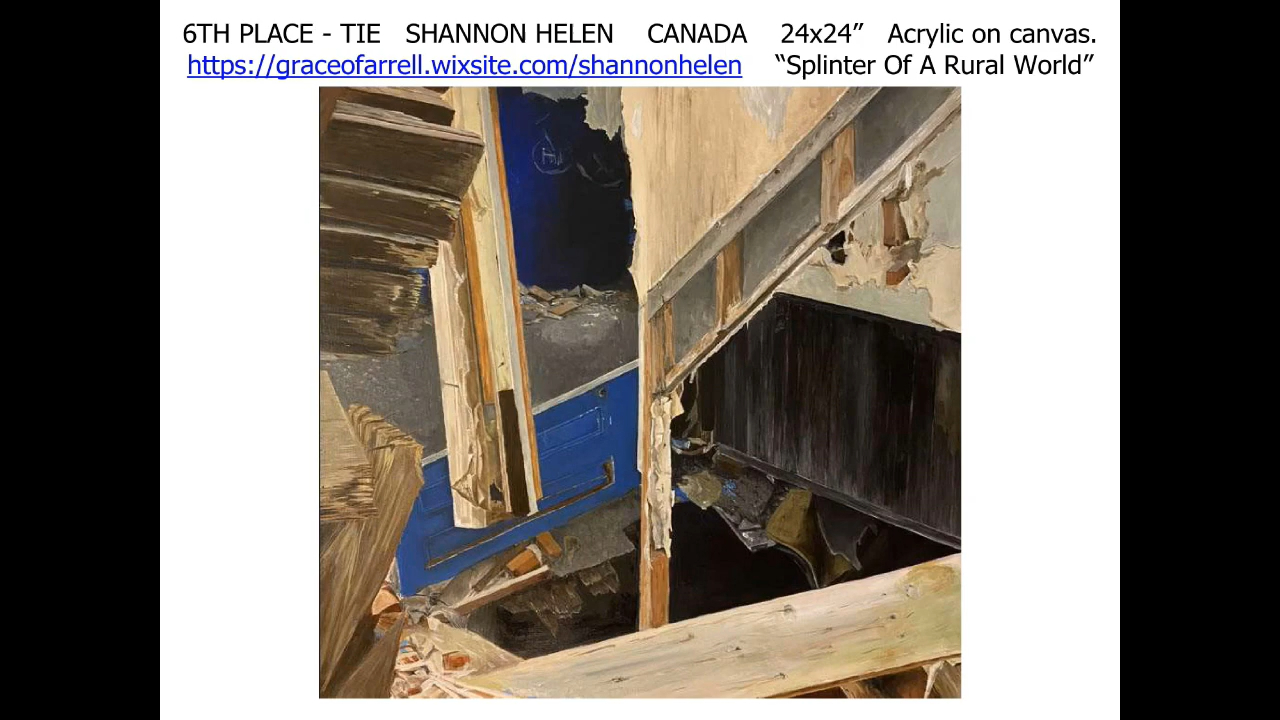 6TH PLACE - TIE SHANNON HELEN CANADA 24x24” Acrylic on canvas.
https://graceofarrell.wixsite.com/shannonhelen “Splinter Of A Rural World”